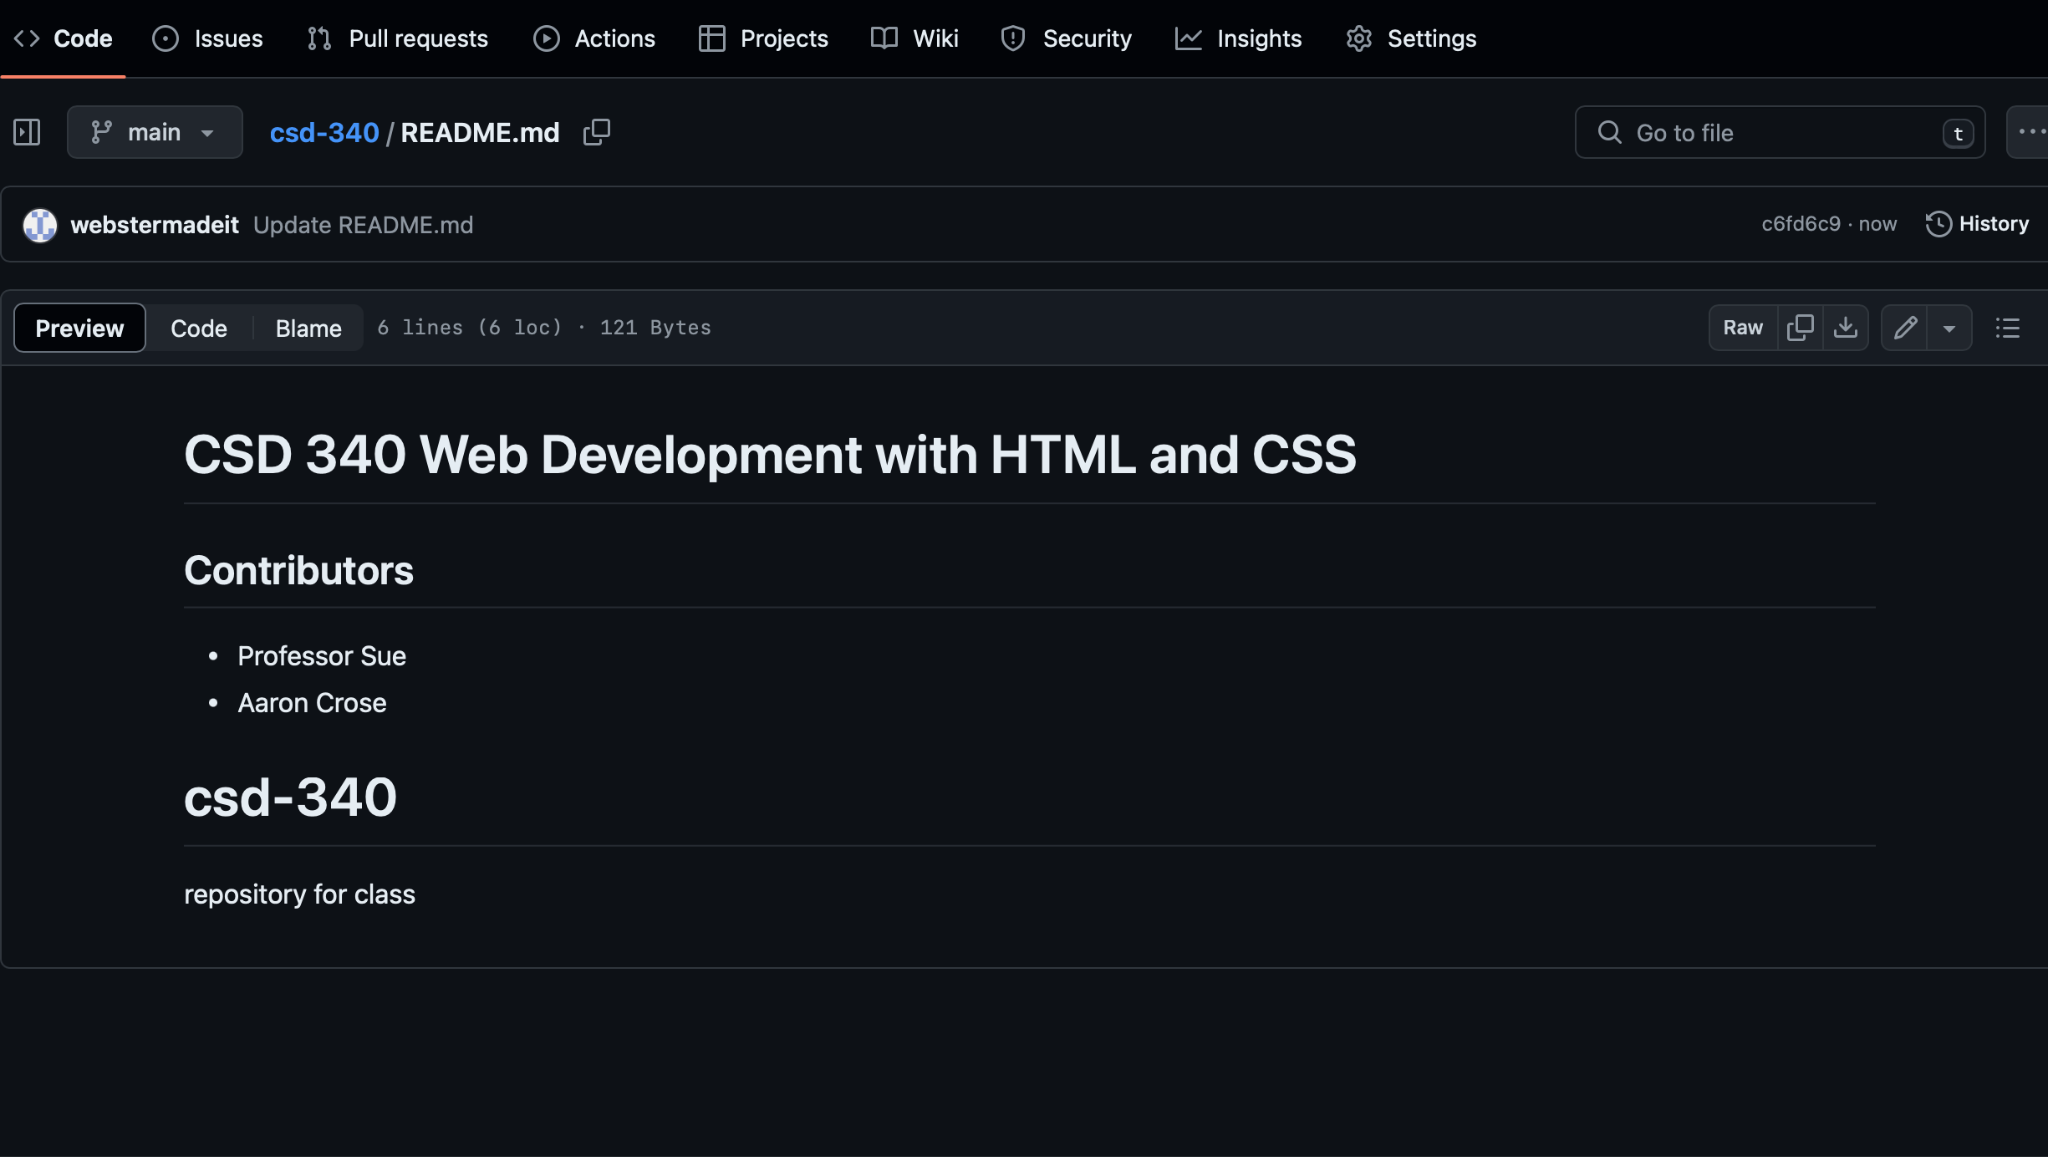 Code Issues Pull requests Actions Projects Wiki Security Insights Settings
main csd-340 / README.md Go to file t
webstermadeit Update README.md c6fd6c9 · now History
Preview Code Blame 6 lines (6 loc) · 121 Bytes Raw
CSD 340 Web Development with HTML and CSS
Contributors
• Professor Sue
• Aaron Crose
csd-340
repository for class